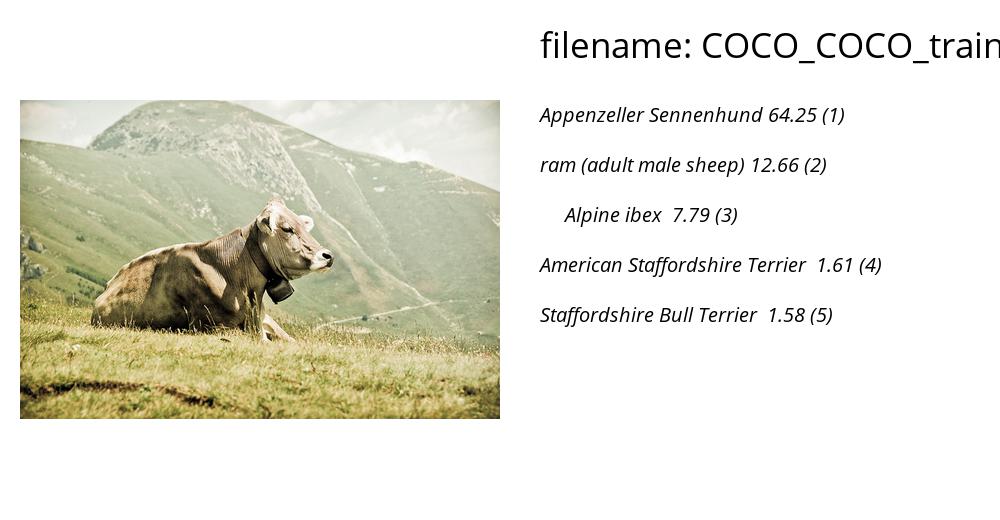 filename: COCO_COCO_train
Appenzeller Sennenhund 64.25 (1)
ram (adult male sheep) 12.66 (2)
Alpine ibex 7.79 (3)
American Staffordshire Terrier 1.61 (4)
Staffordshire Bull Terrier 1.58 (5)